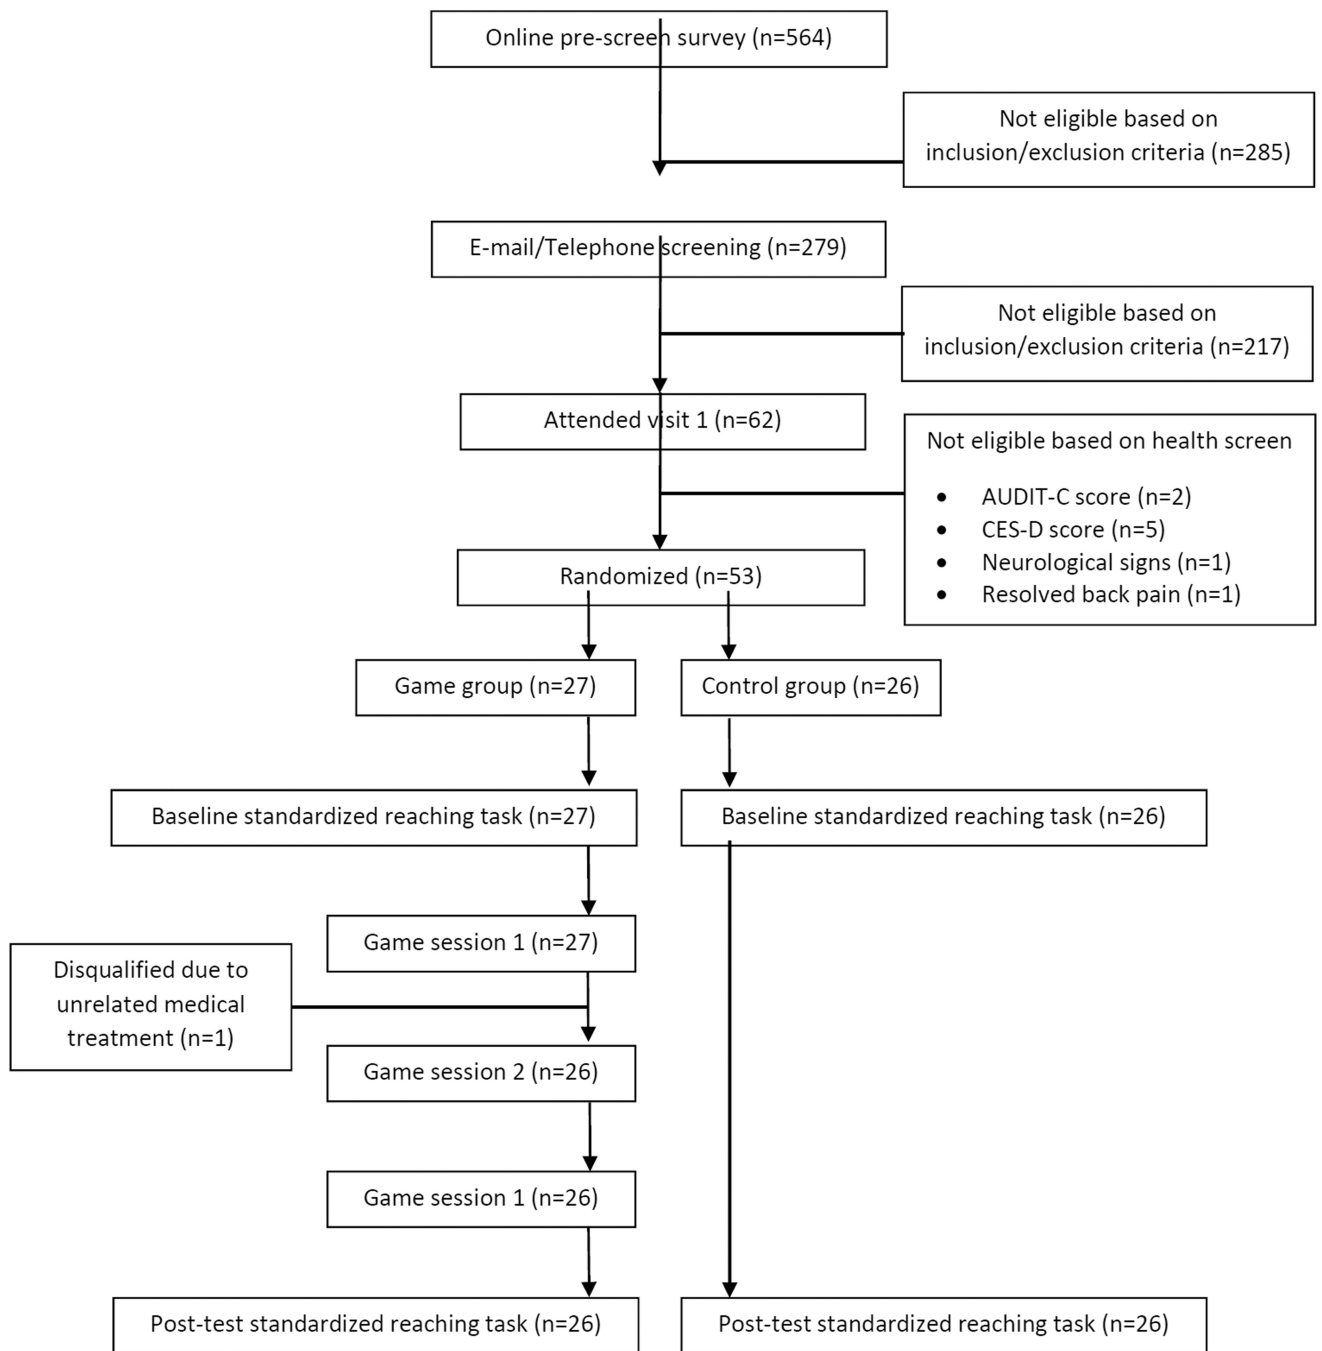 Online pre-screen survey (n=564)
Not eligible based on
inclusion/exclusion criteria (n=285)
E-mail/Telephone screening (n=279)
Not eligible based on
inclusion/exclusion criteria (n=217)
Attended visit 1 (n=62)
Not eligible based on health screen
• AUDIT-C score (n=2)
• CES-D score (n=5)
• Neurological signs (n=1)
• Resolved back pain (n=1)
Randomized (n=53)
Game group (n=27)
Control group (n=26)
Baseline standardized reaching task (n=27)
Baseline standardized reaching task (n=26)
Game session 1 (n=27)
Disqualified due to
unrelated medical
treatment (n=1)
Game session 2 (n=26)
Game session 1 (n=26)
Post-test standardized reaching task (n=26)
Post-test standardized reaching task (n=26)